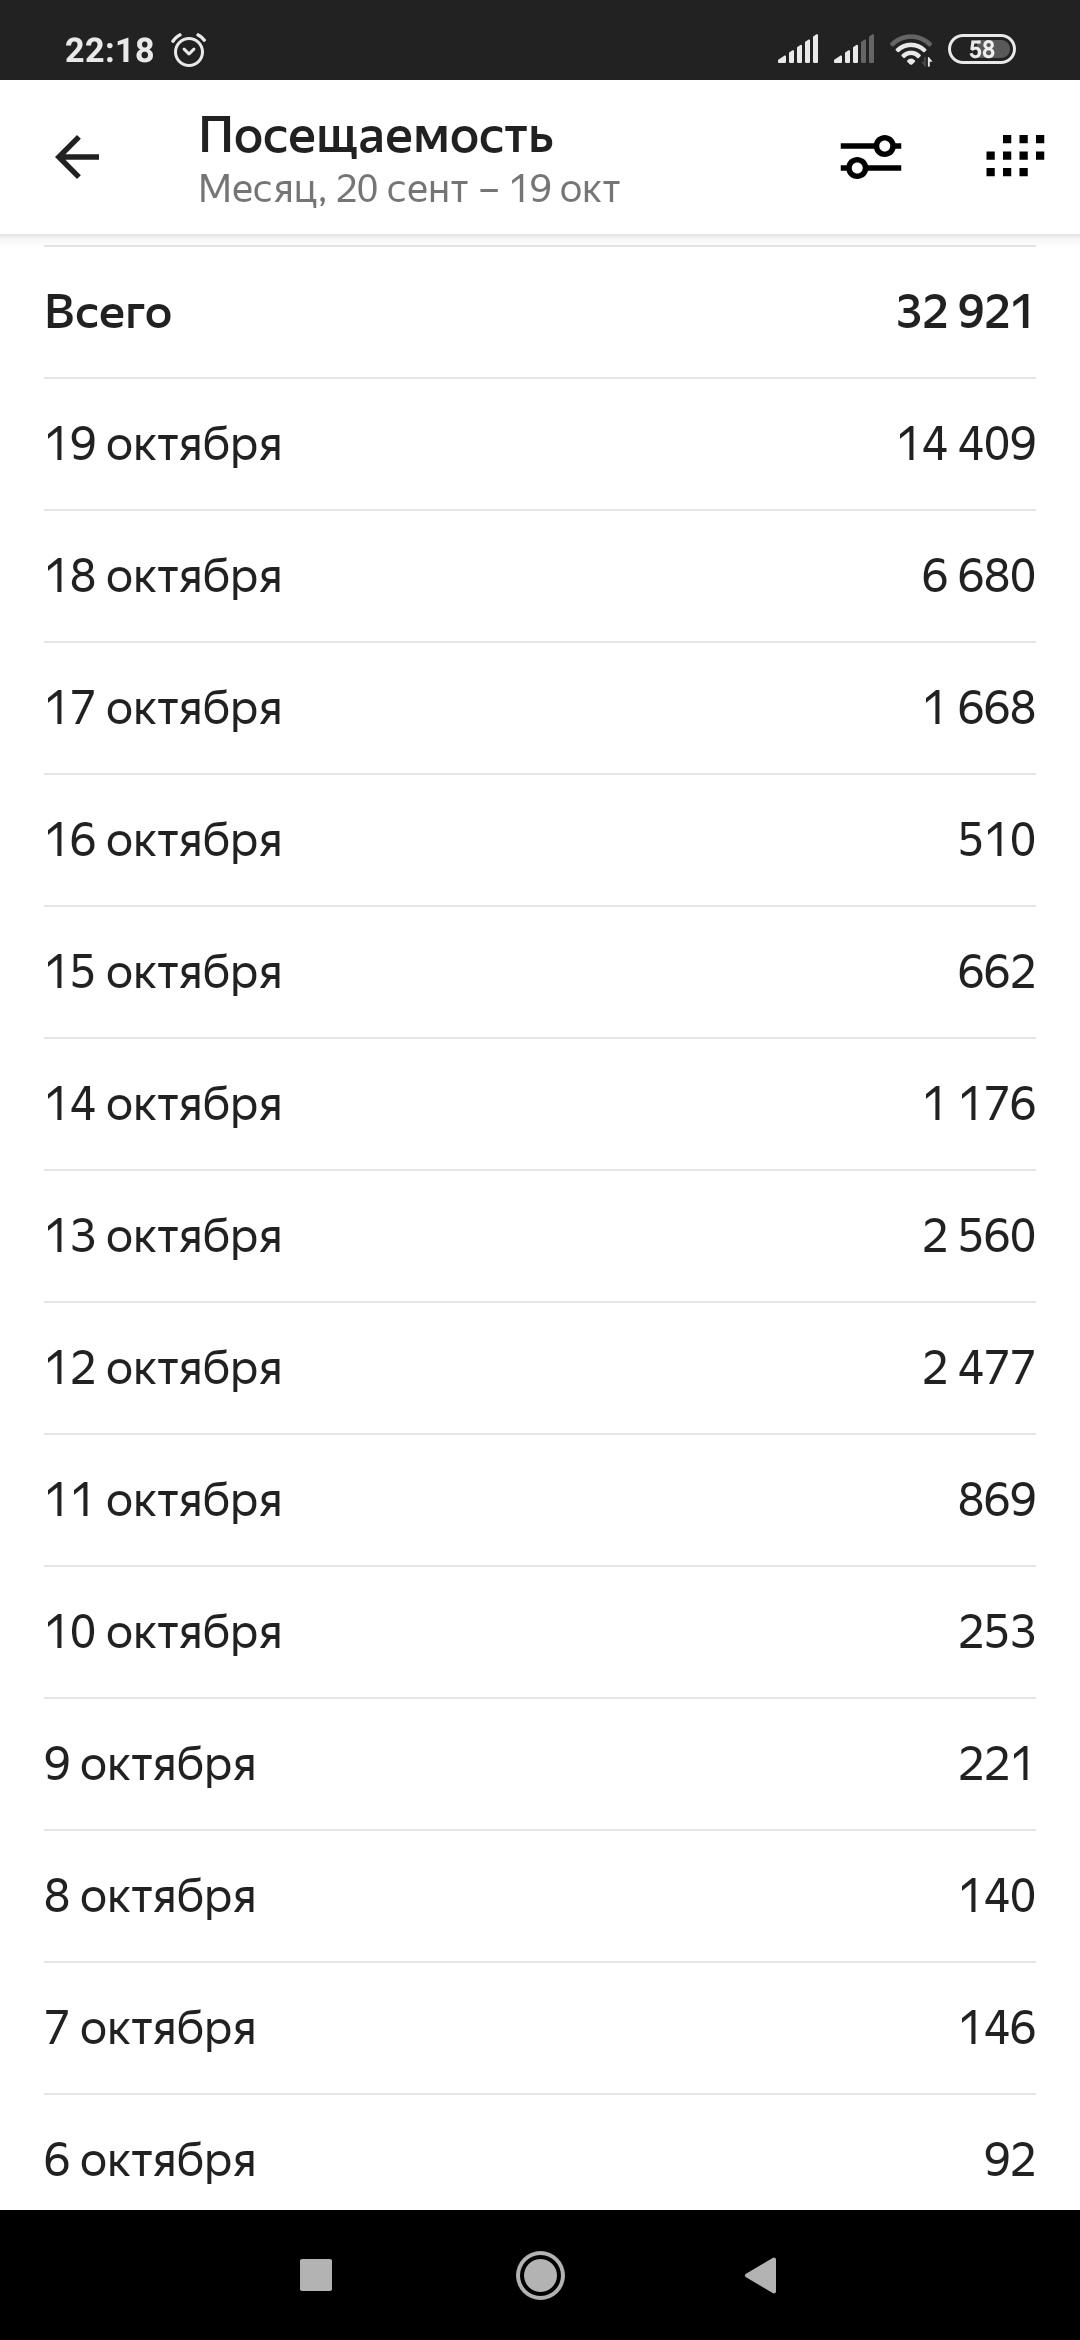 22:18
58
Посещаемость
Месяц, 20 сент – 19 окт
Всего 32 921
19 октября 14 409
18 октября 6 680
17 октября 1 668
16 октября 510
15 октября 662
14 октября 1 176
13 октября 2 560
12 октября 2 477
11 октября 869
10 октября 253
9 октября 221
8 октября 140
7 октября 146
6 октября 92